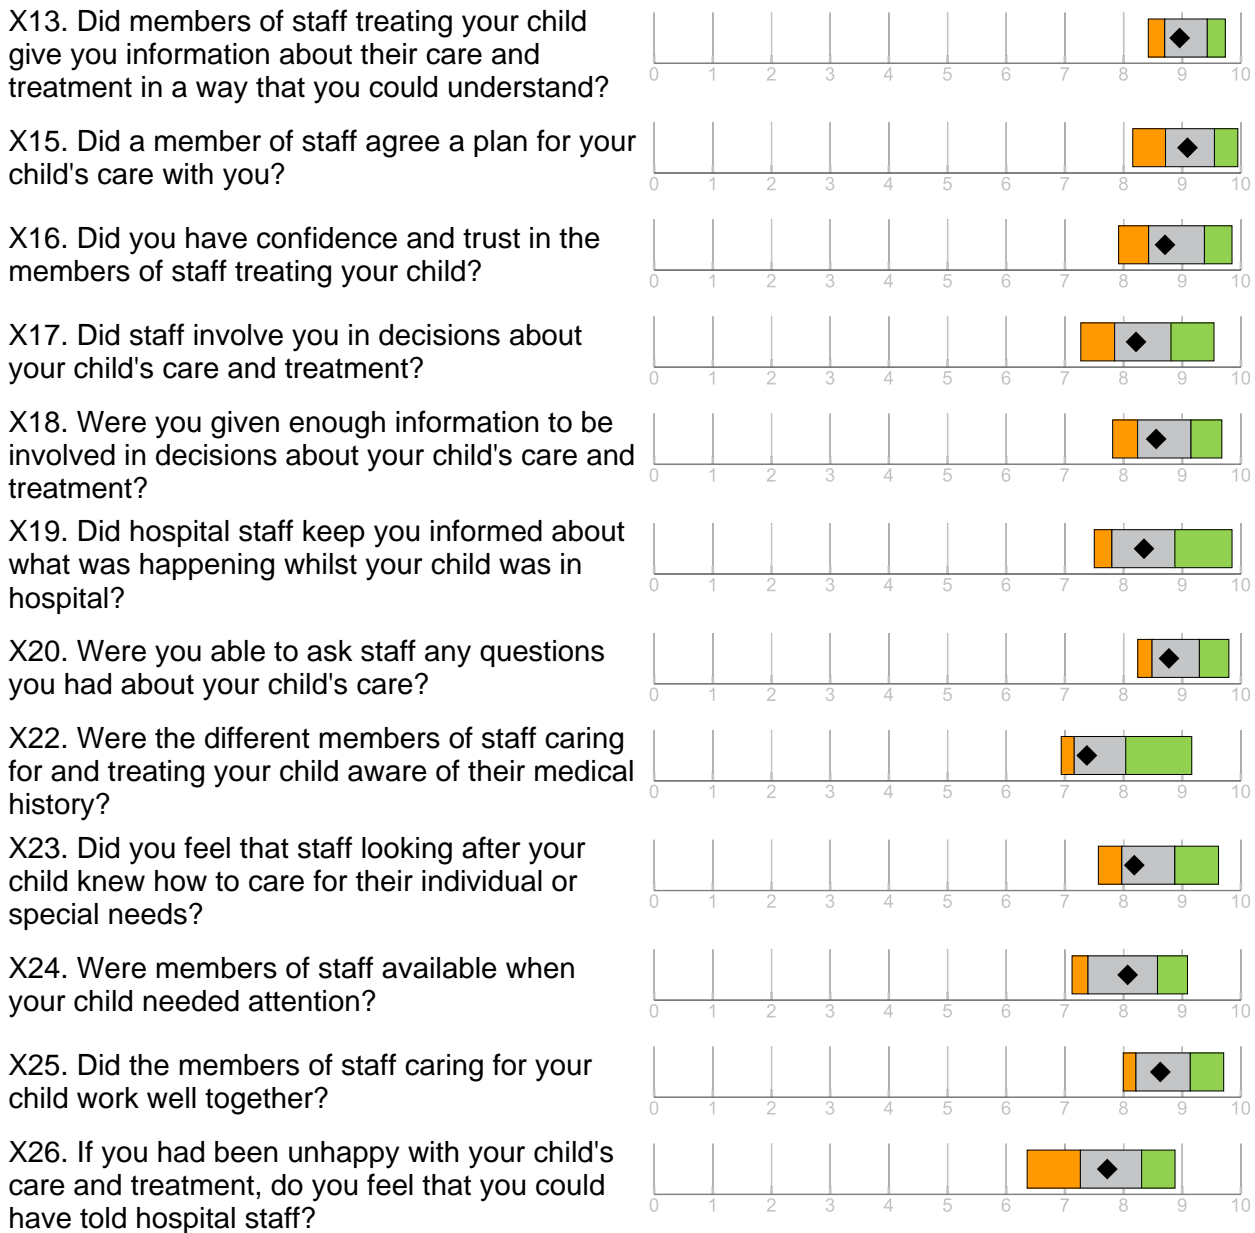 X13. Did members of staff treating your child
give you information about their care and
treatment in a way that you could understand?
0 1 2 3 4 5 6 7 8 9 10
X15. Did a member of staff agree a plan for your
child's care with you?
0 1 2 3 4 5 6 7 8 9 10
X16. Did you have confidence and trust in the
members of staff treating your child?
0 1 2 3 4 5 6 7 8 9 10
X17. Did staff involve you in decisions about
your child's care and treatment?
0 1 2 3 4 5 6 7 8 9 10
X18. Were you given enough information to be
involved in decisions about your child's care and
treatment?
0 1 2 3 4 5 6 7 8 9 10
X19. Did hospital staff keep you informed about
what was happening whilst your child was in
hospital?
0 1 2 3 4 5 6 7 8 9 10
X20. Were you able to ask staff any questions
you had about your child's care?
0 1 2 3 4 5 6 7 8 9 10
X22. Were the different members of staff caring
for and treating your child aware of their medical
history?
0 1 2 3 4 5 6 7 8 9 10
X23. Did you feel that staff looking after your
child knew how to care for their individual or
special needs?
0 1 2 3 4 5 6 7 8 9 10
X24. Were members of staff available when
your child needed attention?
0 1 2 3 4 5 6 7 8 9 10
X25. Did the members of staff caring for your
child work well together?
0 1 2 3 4 5 6 7 8 9 10
X26. If you had been unhappy with your child's
care and treatment, do you feel that you could
have told hospital staff?
0 1 2 3 4 5 6 7 8 9 10